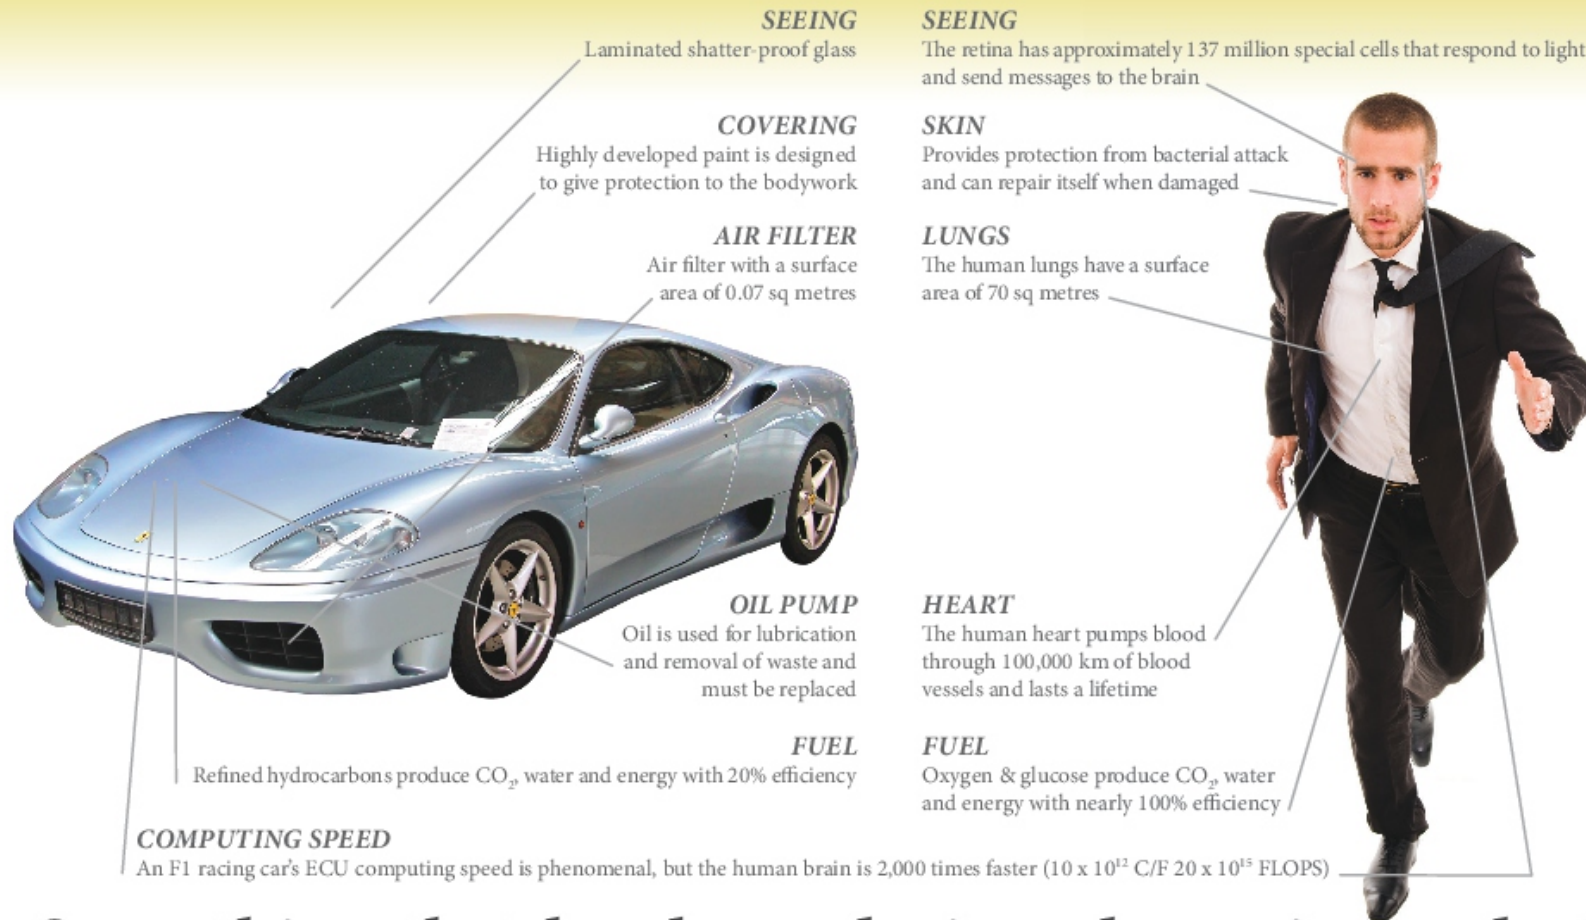 SEEING
Laminated shatter-proof glass
COVERING
Highly developed paint is designed
to give protection to the bodywork
AIR FILTER
Air filter with a surface
area of 0.07 sq metres
OIL PUMP
Oil is used for lubrication
and removal of waste and
must be replaced
FUEL
Refined hydrocarbons produce CO₂, water and energy with 20% efficiency
SEEING
The retina has approximately 137 million special cells that respond to light
and send messages to the brain
SKIN
Provides protection from bacterial attack
and can repair itself when damaged
LUNGS
The human lungs have a surface
area of 70 sq metres
HEART
The human heart pumps blood
through 100,000 km of blood
vessels and lasts a lifetime
FUEL
Oxygen & glucose produce CO₂, water
and energy with nearly 100% efficiency
COMPUTING SPEED
An F1 racing car's ECU computing speed is phenomenal, but the human brain is 2,000 times faster (10 x 10¹² C/F 20 x 10¹⁵ FLOPS)